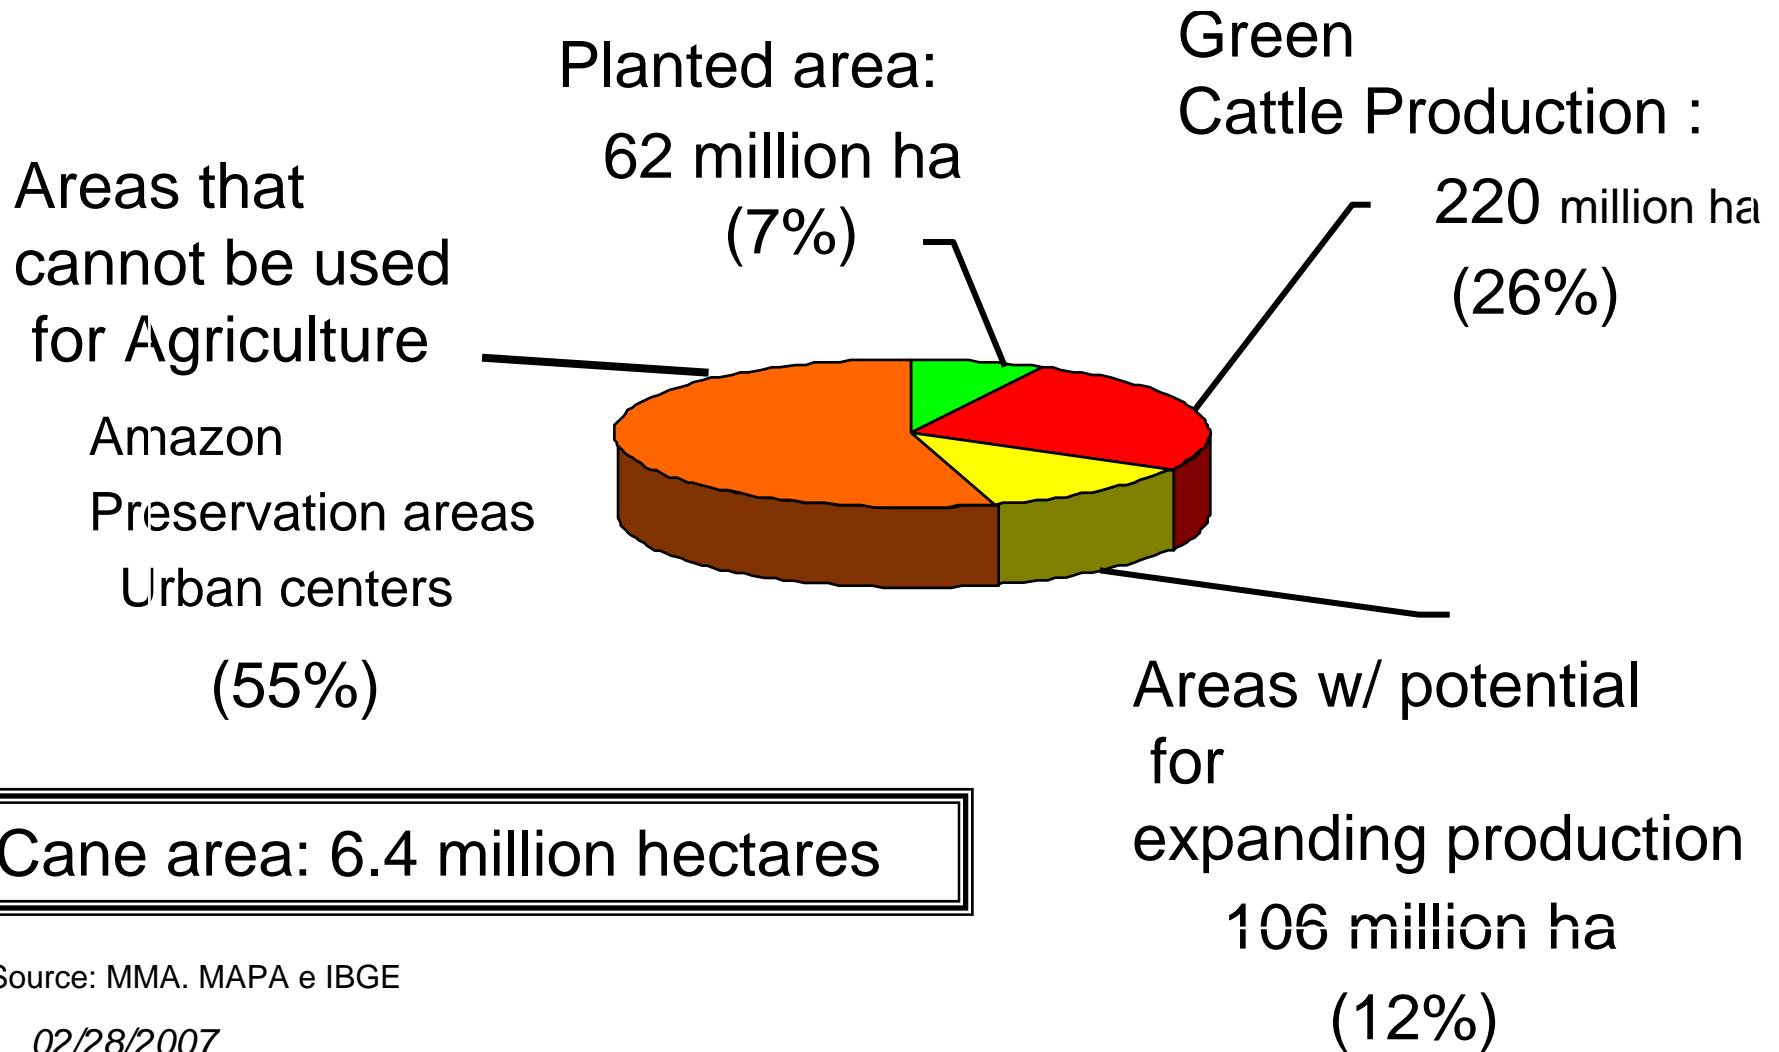 Areas that
cannot be used
for Agriculture
Amazon
Preservation areas
Urban centers
(55%)
Planted area:
62 million ha
(7%)
Green
Cattle Production :
220 million ha
(26%)
Areas w/ potential
for
expanding production
106 million ha
(12%)
Cane area: 6.4 million hectares
Source: MMA. MAPA e IBGE
02/28/2007